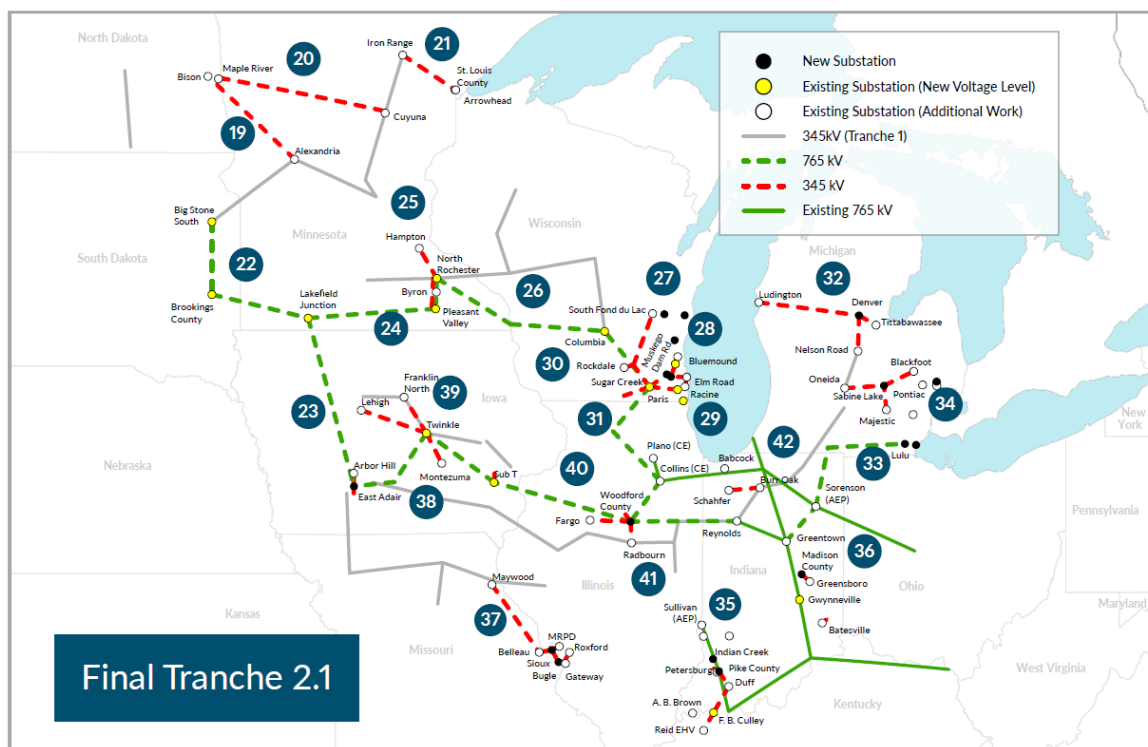 North Dakota
20
21
Iron Range
Bison
Maple River
St. Louis
County
Arrowhead
Cuyuna
19
Alexandria
New Substation
Existing Substation (New Voltage Level)
Existing Substation (Additional Work)
345kV (Tranche 1)
765 kV
345 kV
Existing 765 kV
25
Big Stone
South
Minnesota
Hampton
Wisconsin
Michigan
South Dakota
22
North
Rochester
26
27
32
Brookings
County
Lakefield
Junction
Byron
24
Pleasant
Valley
South Fond du Lac
Columbia
28
Ludington
Denver
Tittabawassee
Nelson Road
Muskego
Dam Rd
Bluemound
30
Rockdale
Sugar Creek
Elm Road
Paris
Racine
29
Blackfoot
Oneida
Sabine Lake
Pontiac
34
Majestic
New
York
Franklin
North
39
Iowa
Lehigh
23
Twinkle
31
Plano (CE)
Collins (CE)
Babcock
42
33
Lulu
Nebraska
Arbor Hill
East Adair
Montezuma
38
Sub T
40
Woodford
County
Fargo
Radbourn
41
Schahfer
Burr Oak
Reynolds
Sorenson
(AEP)
Pennsylvania
Greentown
36
Madison
County
Greensboro
Ohio
Gwynneville
Batesville
Indiana
Illinois
Maywood
37
Kansas
Missouri
MRPD
Roxford
Belleau
Sioux
Bugle
Gateway
Sullivan
(AEP)
35
Indian Creek
Petersburg
Pike County
Duff
A. B. Brown
F. B. Culley
Reid EHV
Kentucky
West Virginia
Maryland
Final Tranche 2.1